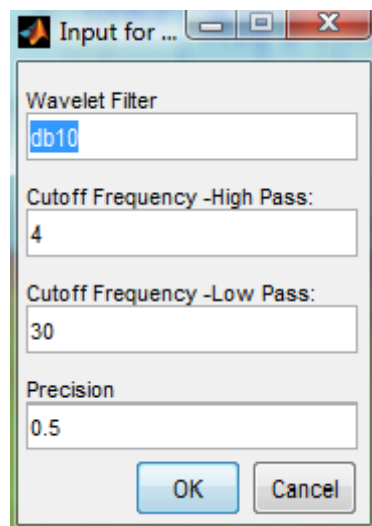 Input for ...
Wavelet Filter
db10
Cutoff Frequency -High Pass:
4
Cutoff Frequency -Low Pass:
30
Precision
0.5
OK Cancel